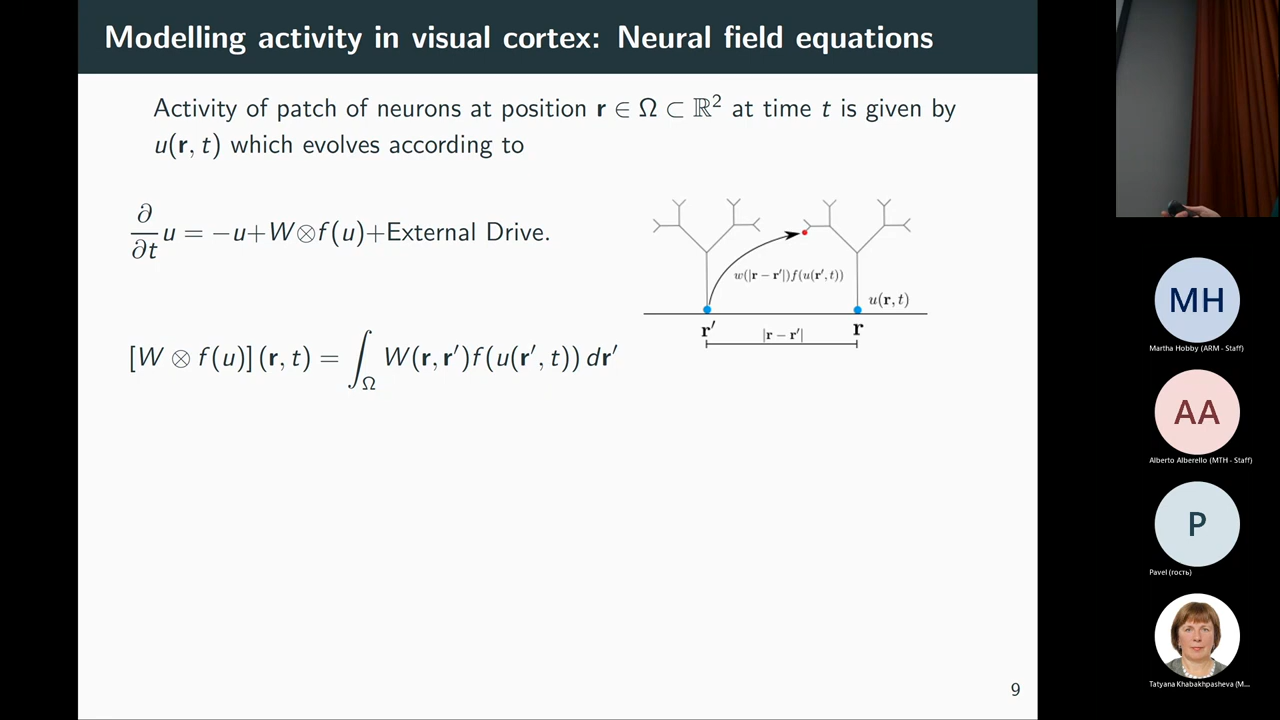 Modelling activity in visual cortex: Neural field equations
Activity of patch of neurons at position r ∈ Ω ⊂ ℝ² at time t is given by
u(r, t) which evolves according to
∂/∂t u = −u+W⊗f(u)+External Drive.
w(|r − r′|)f(u(r′, t))
u(r, t)
r′
|r − r′|
r
[W ⊗ f(u)] (r, t) = ∫_Ω W(r, r′)f(u(r′, t)) dr′
9
MH
Martha Hobby (ARM - Staff)
AA
Alberto Alberello (MTH - Staff)
P
Pavel (гость)
Tatyana Khabakhpasheva (M...